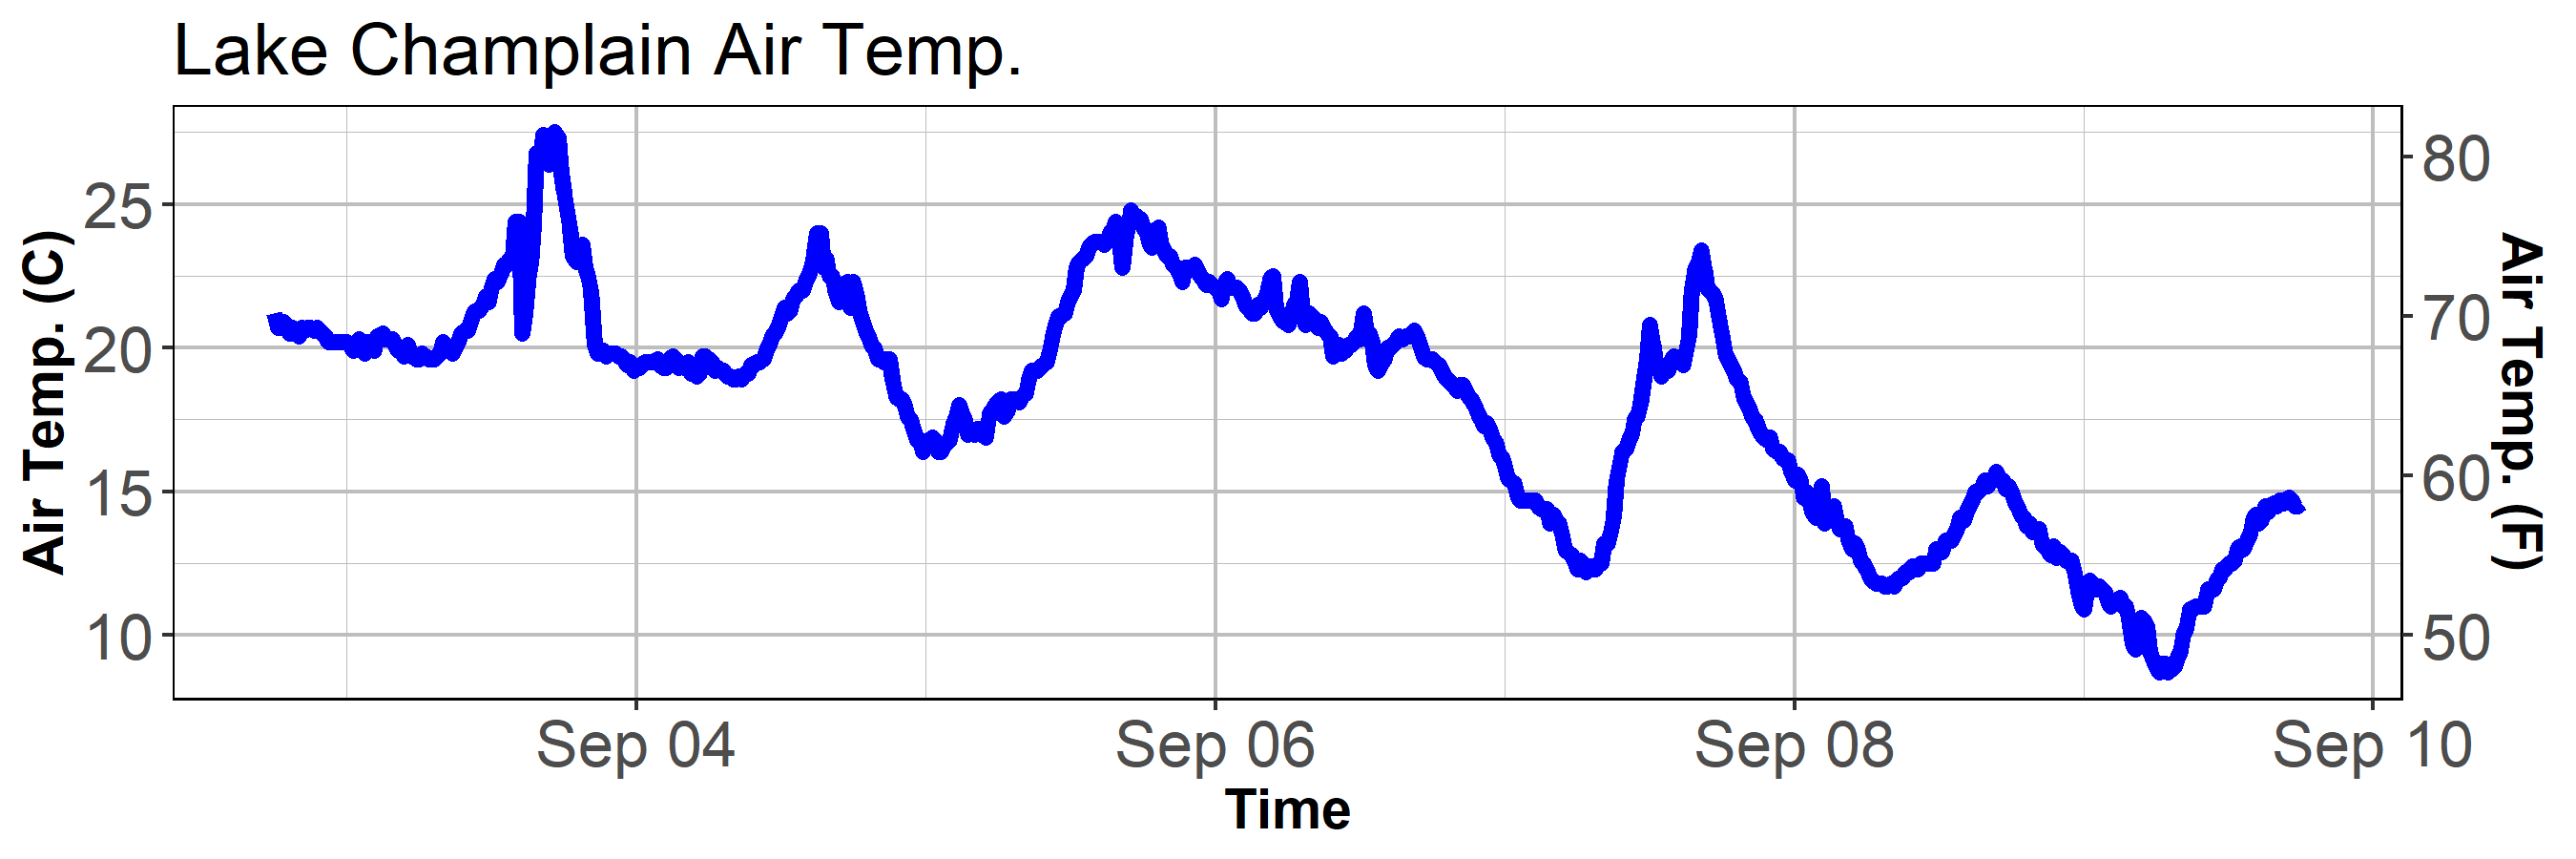 Lake Champlain Air Temp.
Air Temp. (C)
25
20
15
10
80
70
60
50
Air Temp. (F)
Sep 04
Sep 06
Sep 08
Sep 10
Time